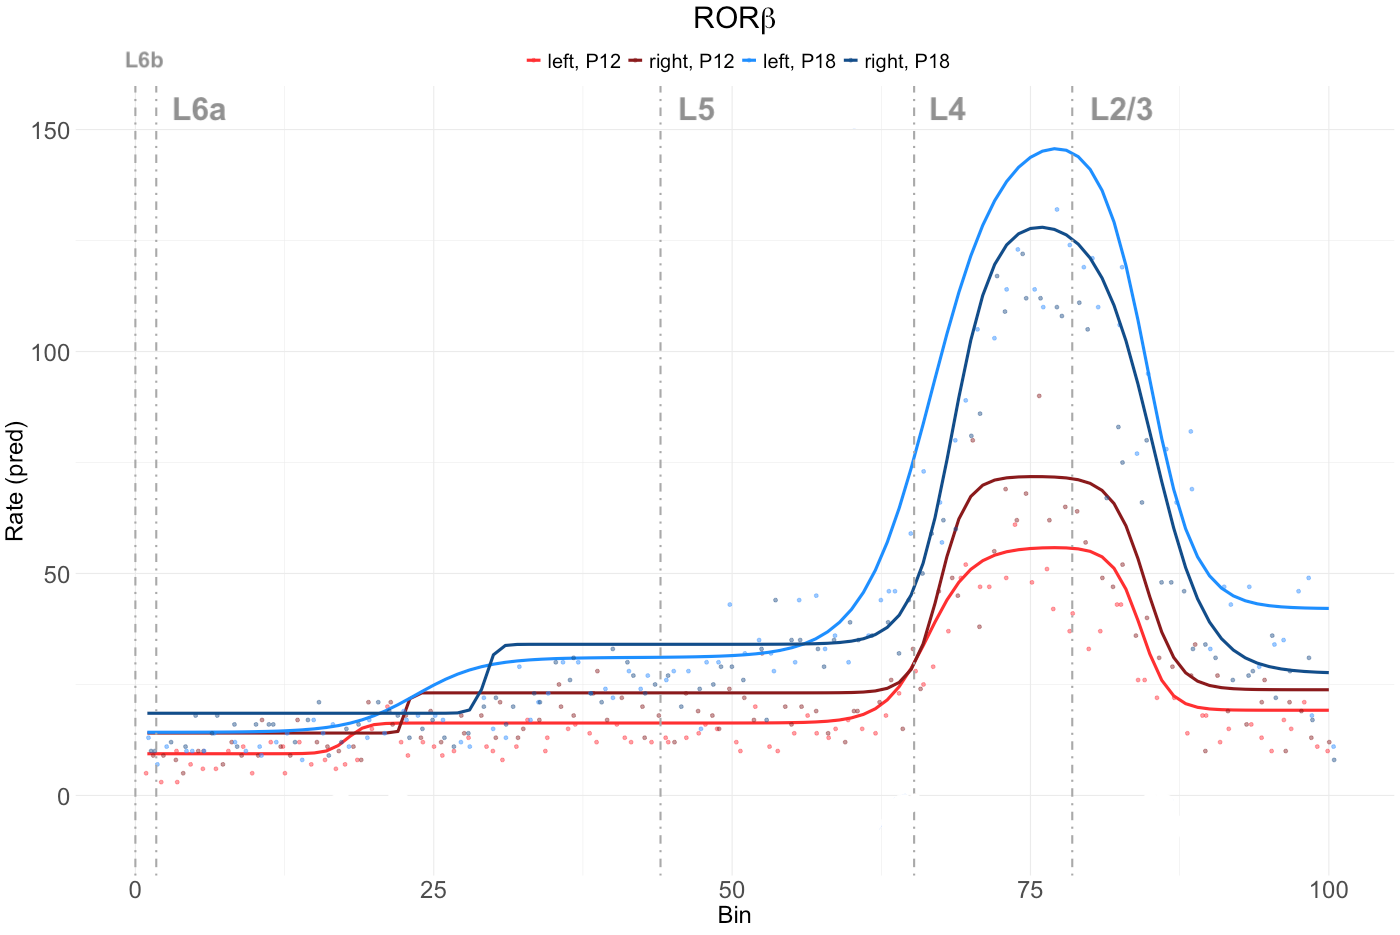 RORβ
L6b
left, P12 right, P12 left, P18 right, P18
L6a L5 L4 L2/3
150
100
50
0
Rate (pred)
0 25 50 75 100
Bin